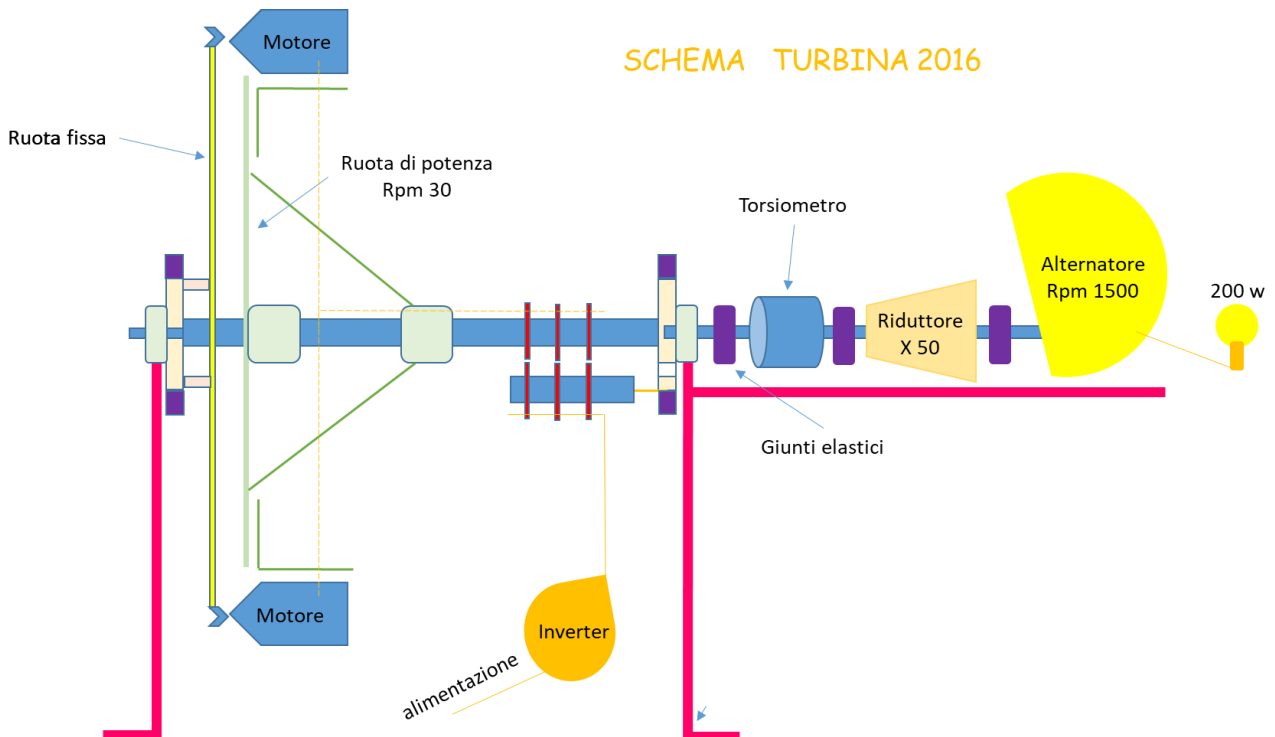 Motore
SCHEMA TURBINA 2016
Ruota fissa
Ruota di potenza
Rpm 30
Torsiometro
Alternatore
Rpm 1500
200 w
Riduttore
X 50
Giunti elastici
Motore
Inverter
alimentazione